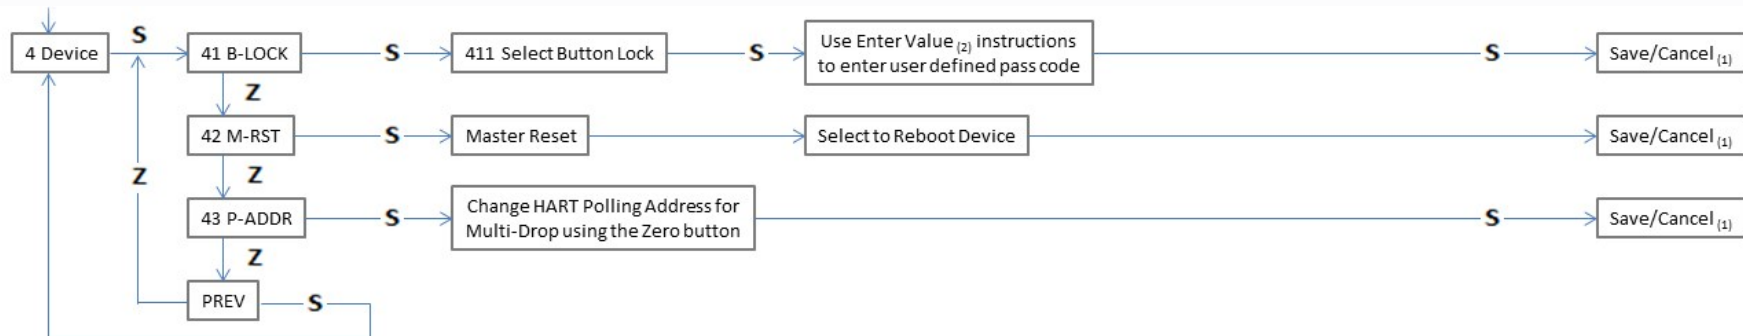 4 Device
S
41 B-LOCK
S
411 Select Button Lock
S
Use Enter Value (2) instructions
to enter user defined pass code
S
Save/Cancel (1)
Z
42 M-RST
S
Master Reset
Select to Reboot Device
Save/Cancel (1)
Z
Z
43 P-ADDR
S
Change HART Polling Address for
Multi-Drop using the Zero button
S
Save/Cancel (1)
Z
PREV
S